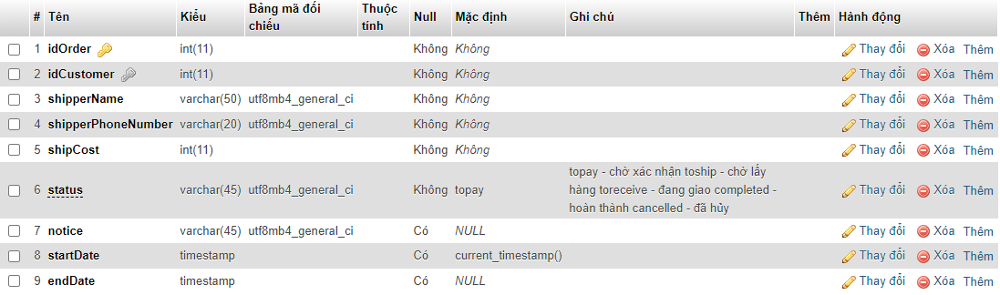 # Tên Kiểu Bảng mã đối chiếu Thuộc tính Null Mặc định Ghi chú Thêm Hành động
1 idOrder int(11) Không Không Thay đổi Xóa Thêm
2 idCustomer int(11) Không Không Thay đổi Xóa Thêm
3 shipperName varchar(50) utf8mb4_general_ci Không Không Thay đổi Xóa Thêm
4 shipperPhoneNumber varchar(20) utf8mb4_general_ci Không Không Thay đổi Xóa Thêm
5 shipCost int(11) Không Không Thay đổi Xóa Thêm
6 status varchar(45) utf8mb4_general_ci Không topay topay - chờ xác nhận toship - chờ lấy
hàng toreceive - đang giao completed -
hoàn thành cancelled - đã hủy Thay đổi Xóa Thêm
7 notice varchar(45) utf8mb4_general_ci Có NULL Thay đổi Xóa Thêm
8 startDate timestamp Có current_timestamp() Thay đổi Xóa Thêm
9 endDate timestamp Có NULL Thay đổi Xóa Thêm